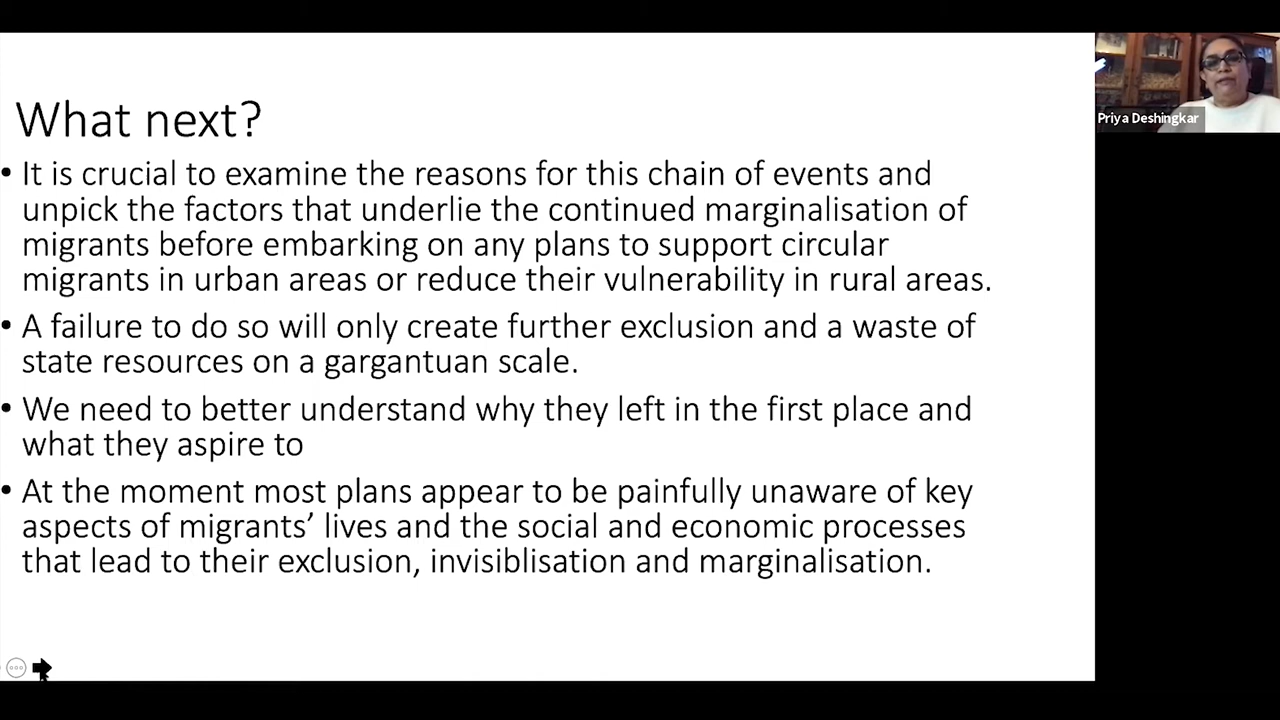 What next?
• It is crucial to examine the reasons for this chain of events and
unpick the factors that underlie the continued marginalisation of
migrants before embarking on any plans to support circular
migrants in urban areas or reduce their vulnerability in rural areas.
• A failure to do so will only create further exclusion and a waste of
state resources on a gargantuan scale.
• We need to better understand why they left in the first place and
what they aspire to
• At the moment most plans appear to be painfully unaware of key
aspects of migrants’ lives and the social and economic processes
that lead to their exclusion, invisiblisation and marginalisation.
Priya Deshingkar